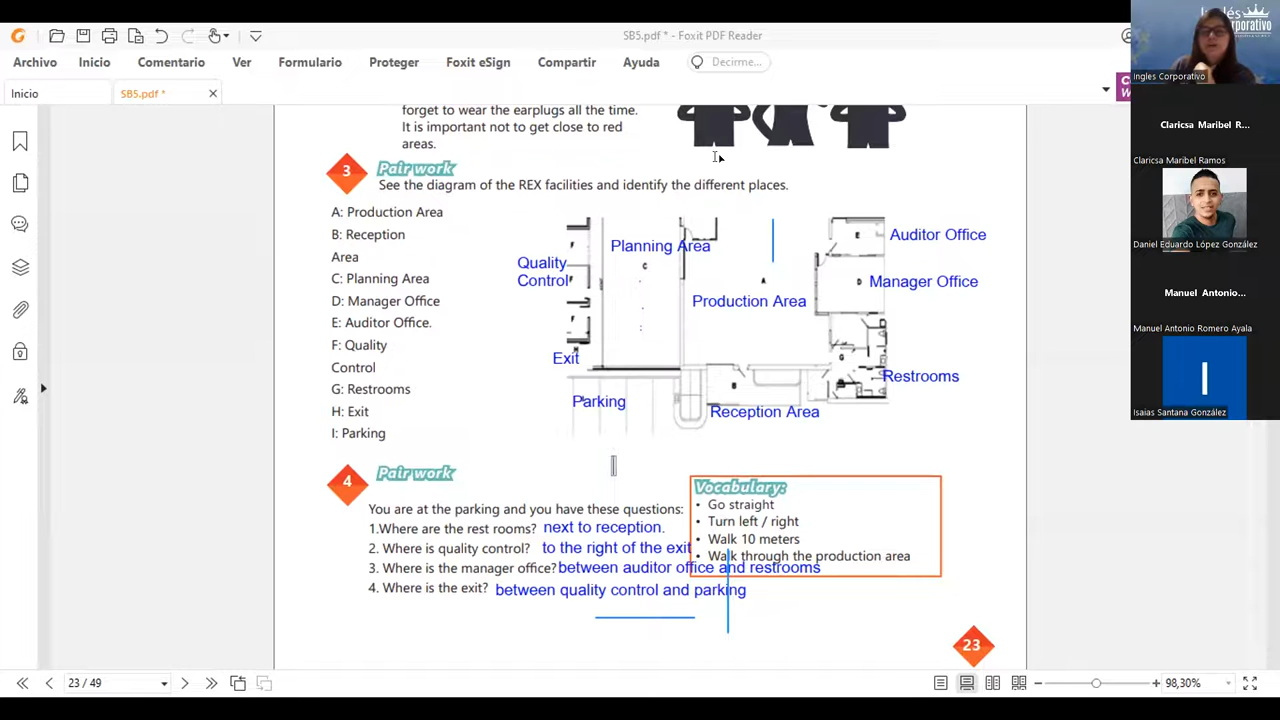 SB5.pdf * - Foxit PDF Reader
Archivo Inicio Comentario Ver Formulario Proteger Foxit eSign Compartir Ayuda Decirme...
Inicio SB5.pdf *
forget to wear the earplugs all the time.
It is important not to get close to red
areas.
3 Pair work
See the diagram of the REX facilities and identify the different places.
A: Production Area
B: Reception
Area
C: Planning Area
D: Manager Office
E: Auditor Office.
F: Quality
Control
G: Restrooms
H: Exit
I: Parking
Planning Area
Auditor Office
Quality
Control
Manager Office
Production Area
Exit
Restrooms
Parking
Reception Area
F
C
A
E
D
F
F
G
B
4 Pair work
You are at the parking and you have these questions:
1.Where are the rest rooms? next to reception.
2. Where is quality control? to the right of the exit
3. Where is the manager office? between auditor office and restrooms
4. Where is the exit? between quality control and parking
Vocabulary:
• Go straight
• Turn left / right
• Walk 10 meters
• Walk through the production area
23
23 / 49
98,30%
Inglés
Corporativo
Ingles Corporativo
Claricsa Maribel R...
Claricsa Maribel Ramos
Daniel Eduardo López González
Manuel Antonio...
Manuel Antonio Romero Ayala
I
Isaias Santana González